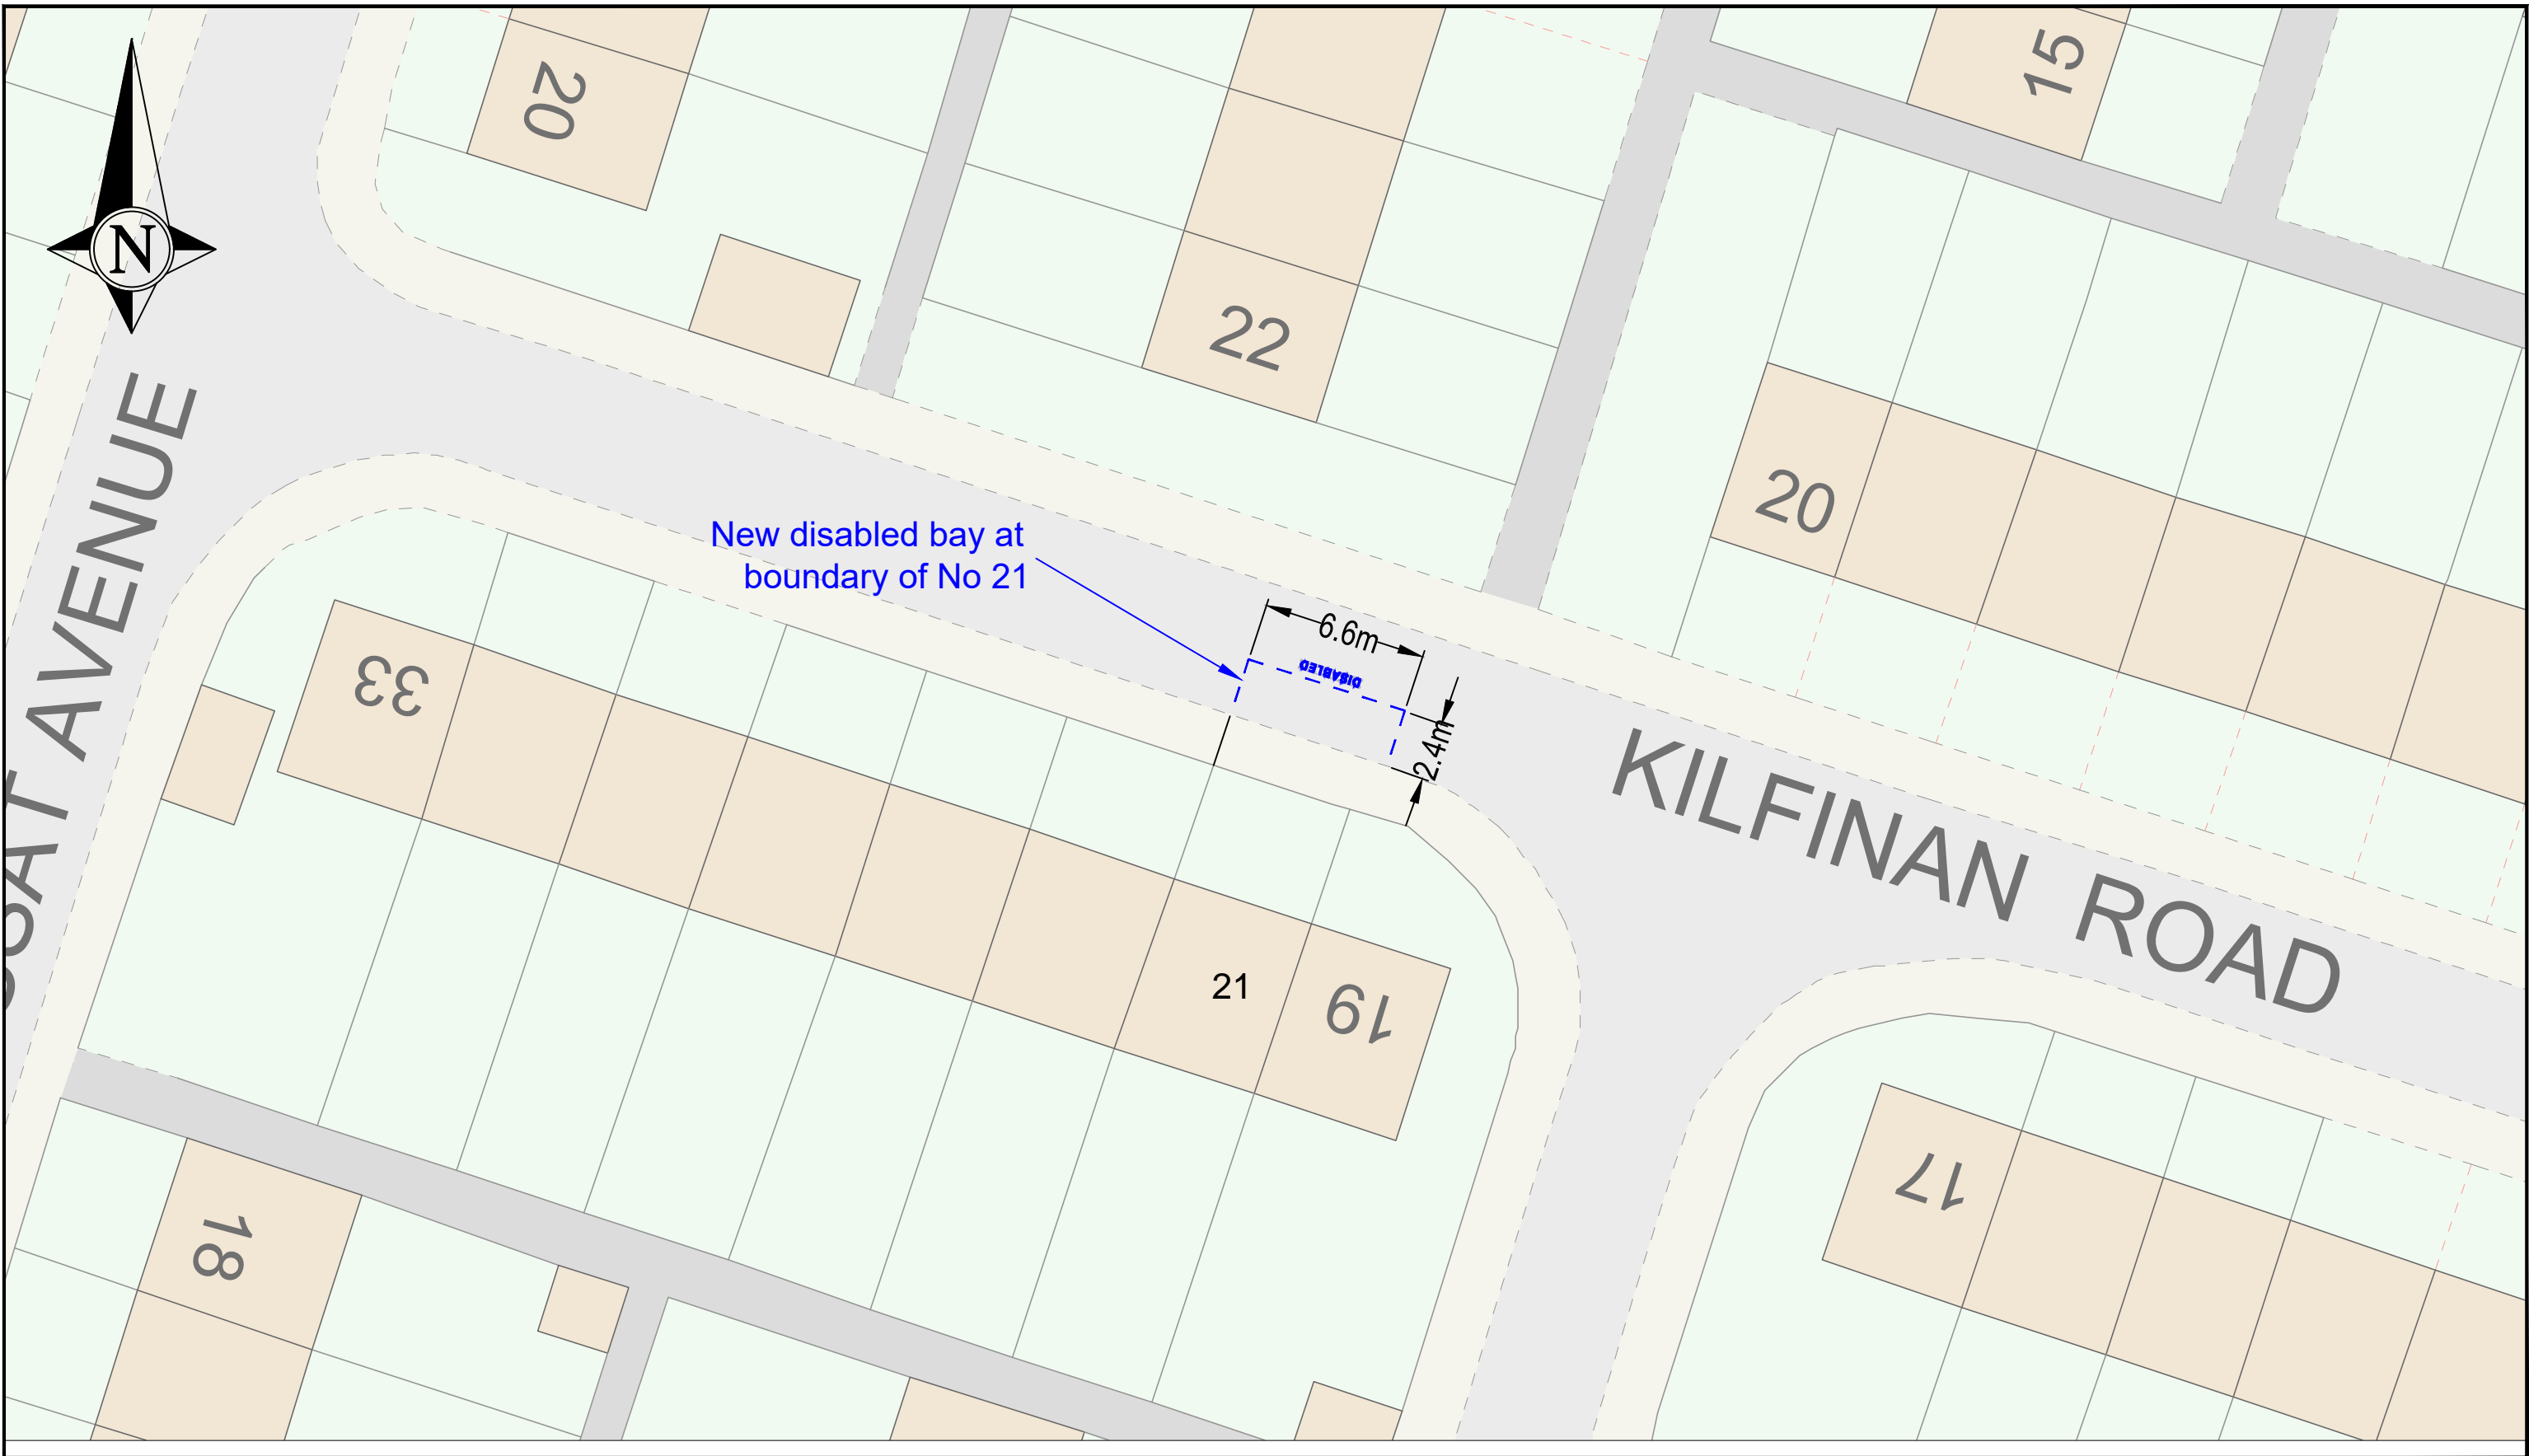 20
15
N
22
20
New disabled bay at
boundary of No 21
6.6m
DISABLED
2.4m
33
AVENUE
KILFINAN ROAD
21
19
17
18